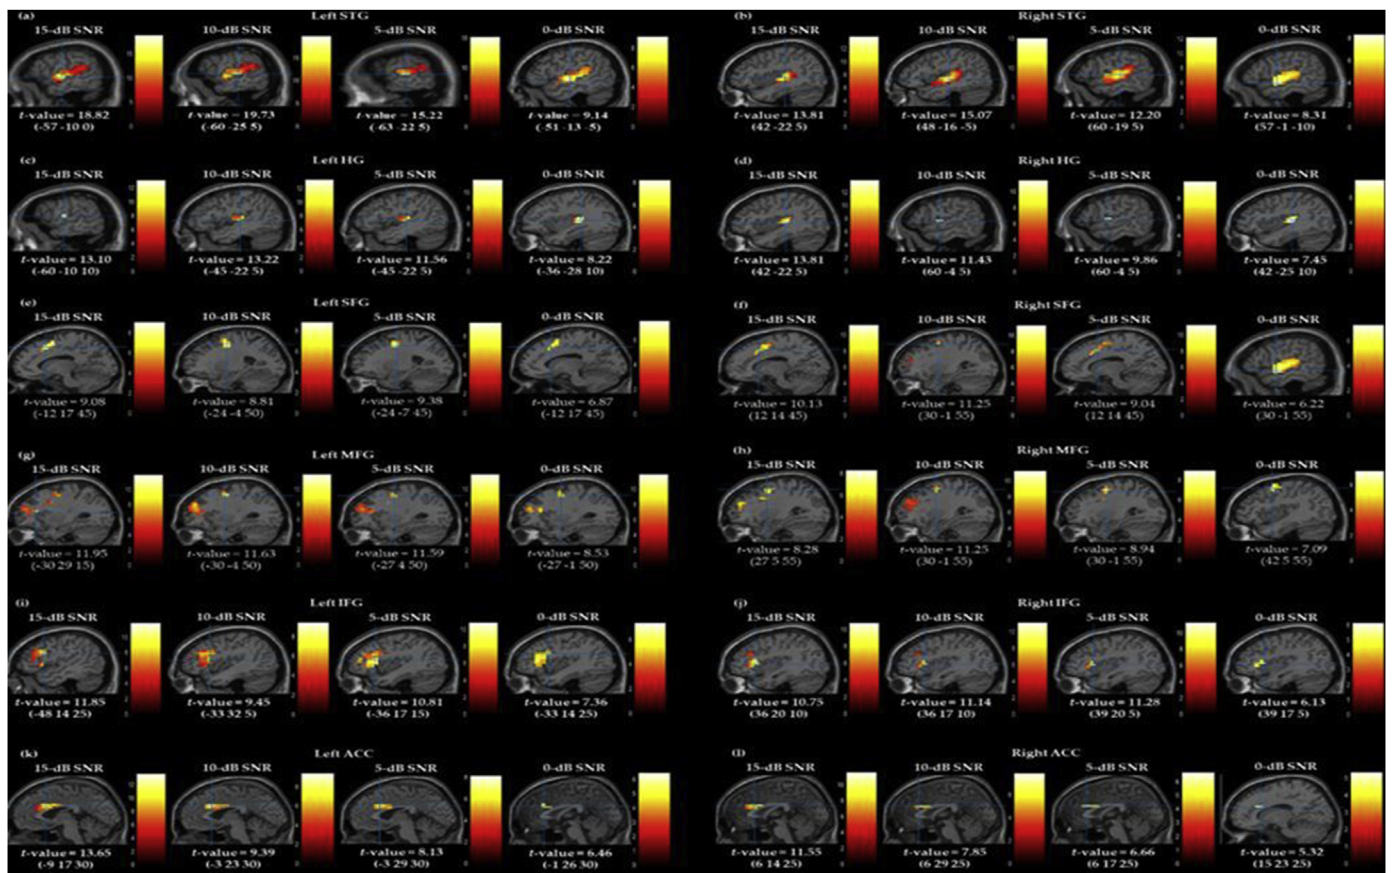 (a) Left STG
15-dB SNR 10-dB SNR 5-dB SNR 0-dB SNR
t-value = 18.82 t-value = 19.73 t-value = 15.22 t-value = 9.14
(-57 -10 0) (-60 -25 5) (-63 -22 5) (-51 -13 -5)
(b) Right STG
15-dB SNR 10-dB SNR 5-dB SNR 0-dB SNR
t-value = 13.81 t-value = 15.07 t-value = 12.20 t-value = 8.31
(42 -22 5) (48 -16 -5) (60 -19 5) (57 -1 -10)
(c) Left HG
15-dB SNR 10-dB SNR 5-dB SNR 0-dB SNR
t-value = 13.10 t-value = 13.22 t-value = 11.56 t-value = 8.22
(-60 -10 10) (-45 -22 5) (-45 -22 5) (-36 -28 10)
(d) Right HG
15-dB SNR 10-dB SNR 5-dB SNR 0-dB SNR
t-value = 13.81 t-value = 11.43 t-value = 9.86 t-value = 7.45
(42 -22 5) (60 -4 5) (60 -4 5) (42 -25 10)
(e) Left SFG
15-dB SNR 10-dB SNR 5-dB SNR 0-dB SNR
t-value = 9.08 t-value = 8.81 t-value = 9.38 t-value = 6.87
(-12 17 45) (-24 -4 50) (-24 -7 45) (-12 17 45)
(f) Right SFG
15-dB SNR 10-dB SNR 5-dB SNR 0-dB SNR
t-value = 10.13 t-value = 11.25 t-value = 9.04 t-value = 6.22
(12 14 45) (30 -1 55) (12 14 45) (30 -1 55)
(g) Left MFG
15-dB SNR 10-dB SNR 5-dB SNR 0-dB SNR
t-value = 11.95 t-value = 11.63 t-value = 11.59 t-value = 8.53
(-30 29 15) (-30 -4 50) (-27 4 50) (-27 -1 50)
(h) Right MFG
15-dB SNR 10-dB SNR 5-dB SNR 0-dB SNR
t-value = 8.28 t-value = 11.25 t-value = 8.94 t-value = 7.09
(27 5 55) (30 -1 55) (30 -1 55) (42 5 55)
(i) Left IFG
15-dB SNR 10-dB SNR 5-dB SNR 0-dB SNR
t-value = 11.85 t-value = 9.45 t-value = 10.81 t-value = 7.36
(-48 14 25) (-33 32 5) (-36 17 15) (-33 14 25)
(j) Right IFG
15-dB SNR 10-dB SNR 5-dB SNR 0-dB SNR
t-value = 10.75 t-value = 11.14 t-value = 11.28 t-value = 6.13
(36 20 10) (36 17 10) (39 20 5) (39 17 5)
(k) Left ACC
15-dB SNR 10-dB SNR 5-dB SNR 0-dB SNR
t-value = 13.65 t-value = 9.39 t-value = 8.13 t-value = 6.46
(-9 17 30) (-3 23 30) (-3 29 30) (-1 26 30)
(l) Right ACC
15-dB SNR 10-dB SNR 5-dB SNR 0-dB SNR
t-value = 11.55 t-value = 7.85 t-value = 6.66 t-value = 5.32
(6 14 25) (6 29 25) (6 17 25) (15 23 25)